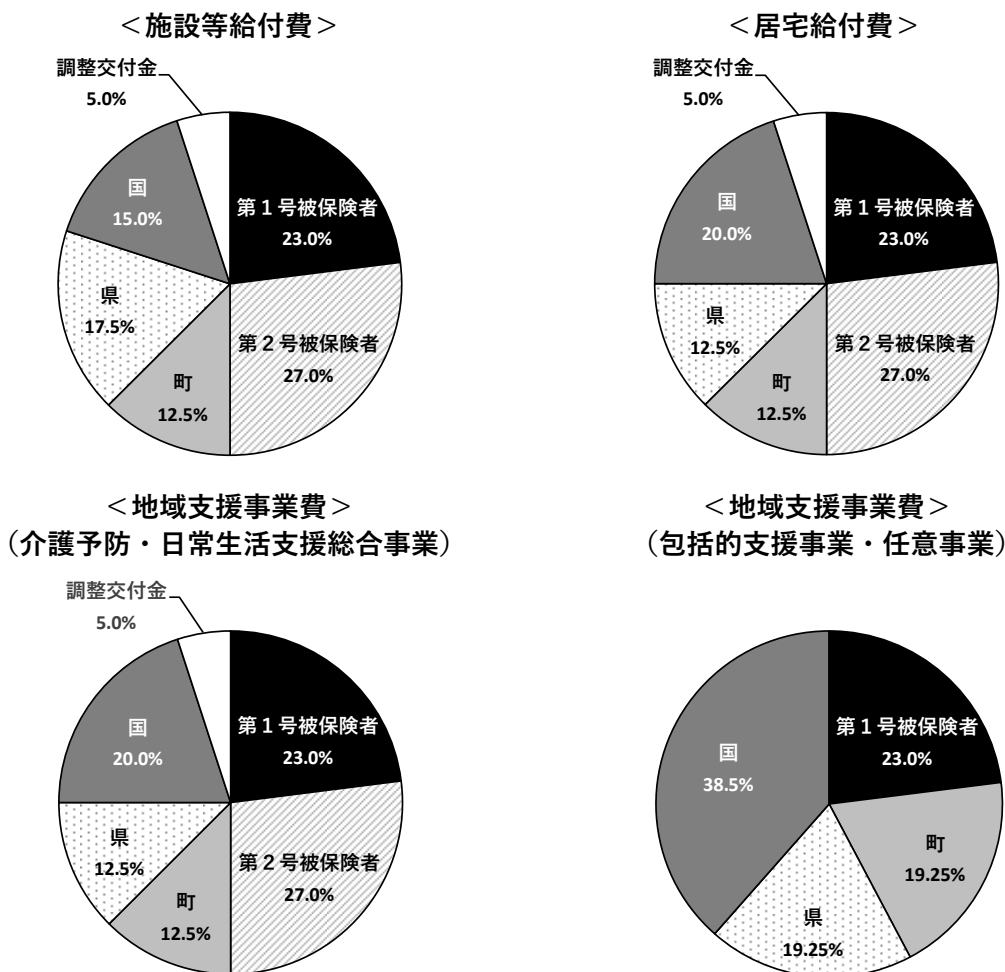 ＜施設等給付費＞
調整交付金
5.0%
国
15.0%
第１号被保険者
23.0%
県
17.5%
第２号被保険者
27.0%
町
12.5%
＜居宅給付費＞
調整交付金
5.0%
国
20.0%
第１号被保険者
23.0%
県
12.5%
第２号被保険者
27.0%
町
12.5%
＜地域支援事業費＞
（介護予防・日常生活支援総合事業）
調整交付金
5.0%
国
20.0%
第１号被保険者
23.0%
県
12.5%
第２号被保険者
27.0%
町
12.5%
＜地域支援事業費＞
（包括的支援事業・任意事業）
国
38.5%
第１号被保険者
23.0%
町
19.25%
県
19.25%